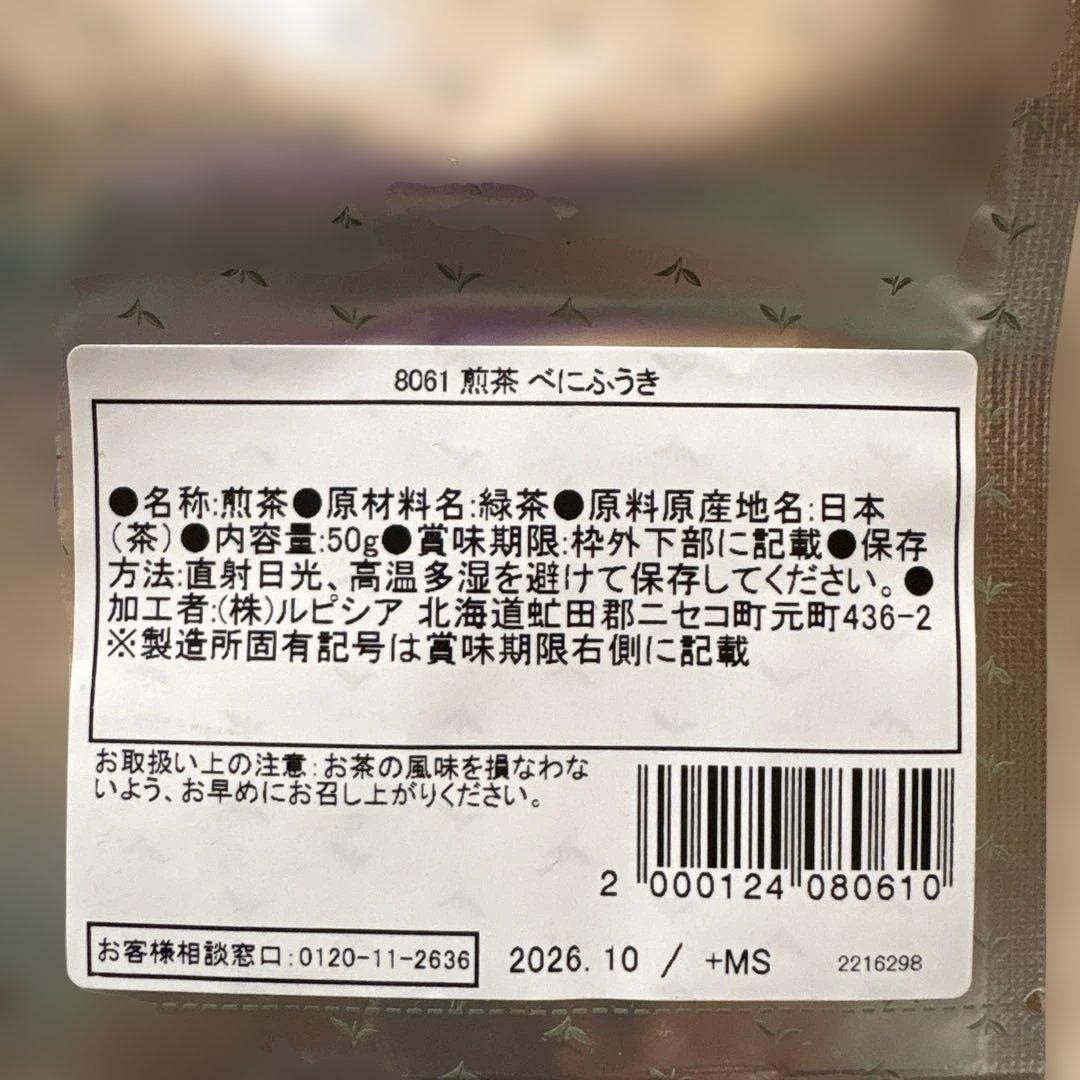 8061 煎茶 べにふうき
●名称:煎茶●原材料名:緑茶●原料原産地名:日本
(茶)●内容量:50g●賞味期限:枠外下部に記載●保存
方法:直射日光、高温多湿を避けて保存してください。●
加工者:(株)ルピシア 北海道虻田郡ニセコ町元町436-2
※製造所固有記号は賞味期限右側に記載
お取扱い上の注意:お茶の風味を損なわな
いよう、お早めにお召し上がりください。
2 000124 080610
お客様相談窓口:0120-11-2636
2026.10 / +MS
2216298